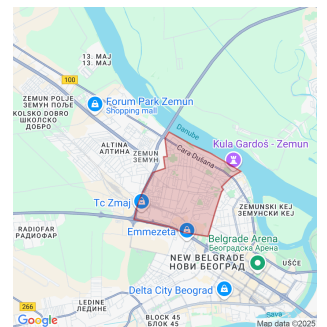 13. MAJ
13. МАЈ
100
ZEMUN POLJE
ЗЕМУН ПОЉЕ
Forum Park Zemun
Shopping mall
KOLSKO DOBRO
ШКОЛСКО
ДОБРО
Danube
ALTINA
АЛТИНА
ZEMUN
ЗЕМУН
Cara Dušana
Kula Gardoš - Zemun
Tc Zmaj
ZEMUNSKI KEJ
ЗЕМУНСКИ КЕЈ
RADIOFAR
РАДИОФАР
Emmezeta
Belgrade Arena
Београдска Арена
NEW BELGRADE
НОВИ БЕОГРАД
UŠĆE
УШЋЕ
Delta City Beograd
LEDINE
ЛЕДИНЕ
266
BLOCK 45
БЛОК 45
Sava
Google
Map data ©2025